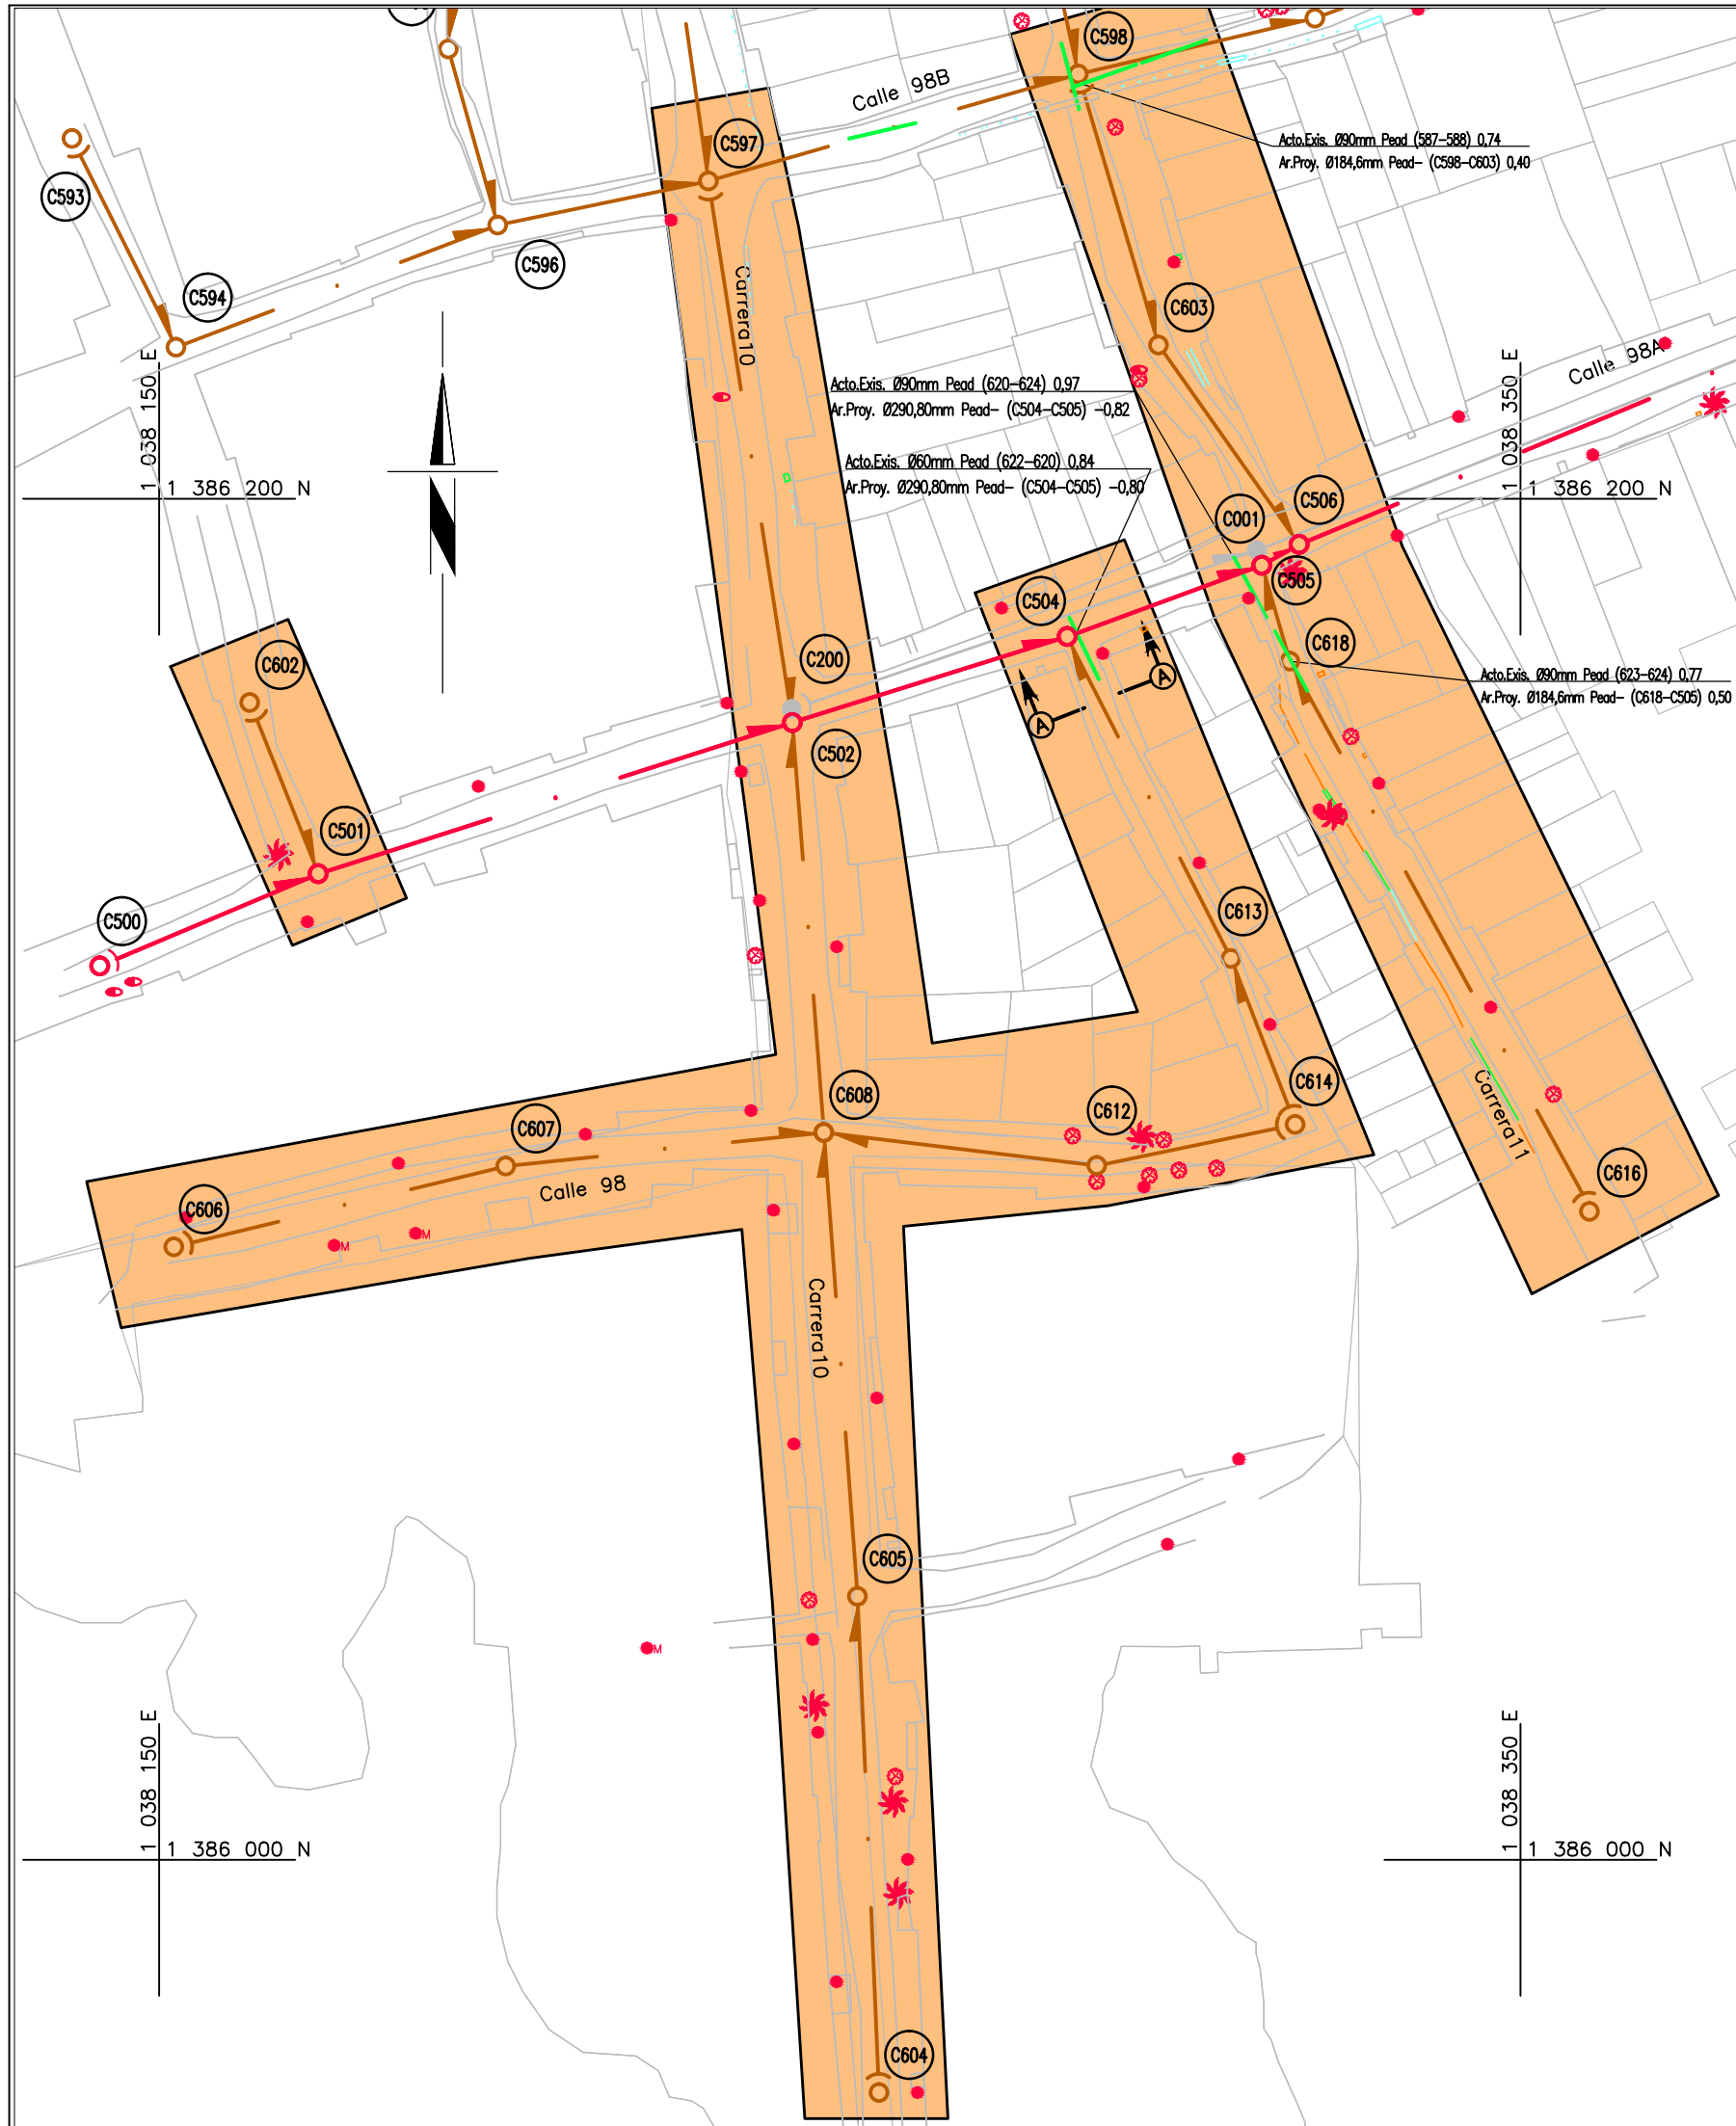 C598
Calle 98B
C597
Acto.Exis. Ø90mm Pead (587-588) 0,74
Ar.Proy. Ø184,6mm Pead- (C598-C603) 0,40
C593
C596
C594
Carrera10
C603
1 038 150 E
1 386 200 N
Acto.Exis. Ø90mm Pead (620-624) 0,97
Ar.Proy. Ø290,80mm Pead- (C504-C505) -0,82
Calle 98A
1 038 350 E
1 386 200 N
Acto.Exis. Ø60mm Pead (622-620) 0,84
Ar.Proy. Ø290,80mm Pead- (C504-C505) -0,80
C506
C001
C505
C504
C618
C602
C200
A
A
Acto.Exis. Ø90mm Pead (623-624) 0,77
Ar.Proy. Ø184,6mm Pead- (C618-C505) 0,50
C502
C501
C500
C613
C608
C614
C612
C607
Carrera11
C616
Calle 98
C606
M
M
Carrera10
C605
M
1 038 150 E
1 386 000 N
1 038 350 E
1 386 000 N
C604